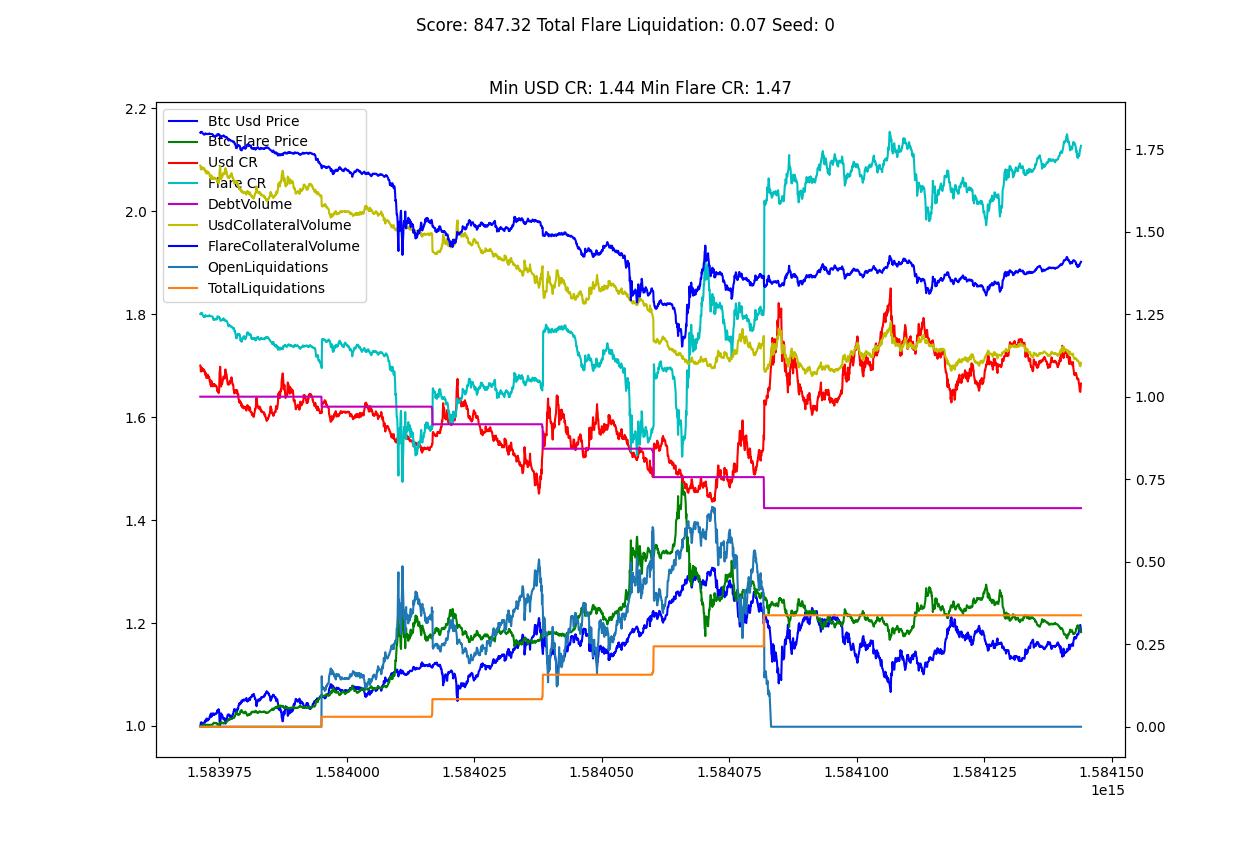 Score: 847.32 Total Flare Liquidation: 0.07 Seed: 0
Min USD CR: 1.44 Min Flare CR: 1.47
Btc Usd Price
Btc Flare Price
Usd CR
Flare CR
DebtVolume
UsdCollateralVolume
FlareCollateralVolume
OpenLiquidations
TotalLiquidations
2.2
2.0
1.8
1.6
1.4
1.2
1.0
1.75
1.50
1.25
1.00
0.75
0.50
0.25
0.00
1.583975
1.584000
1.584025
1.584050
1.584075
1.584100
1.584125
1.584150
1e15